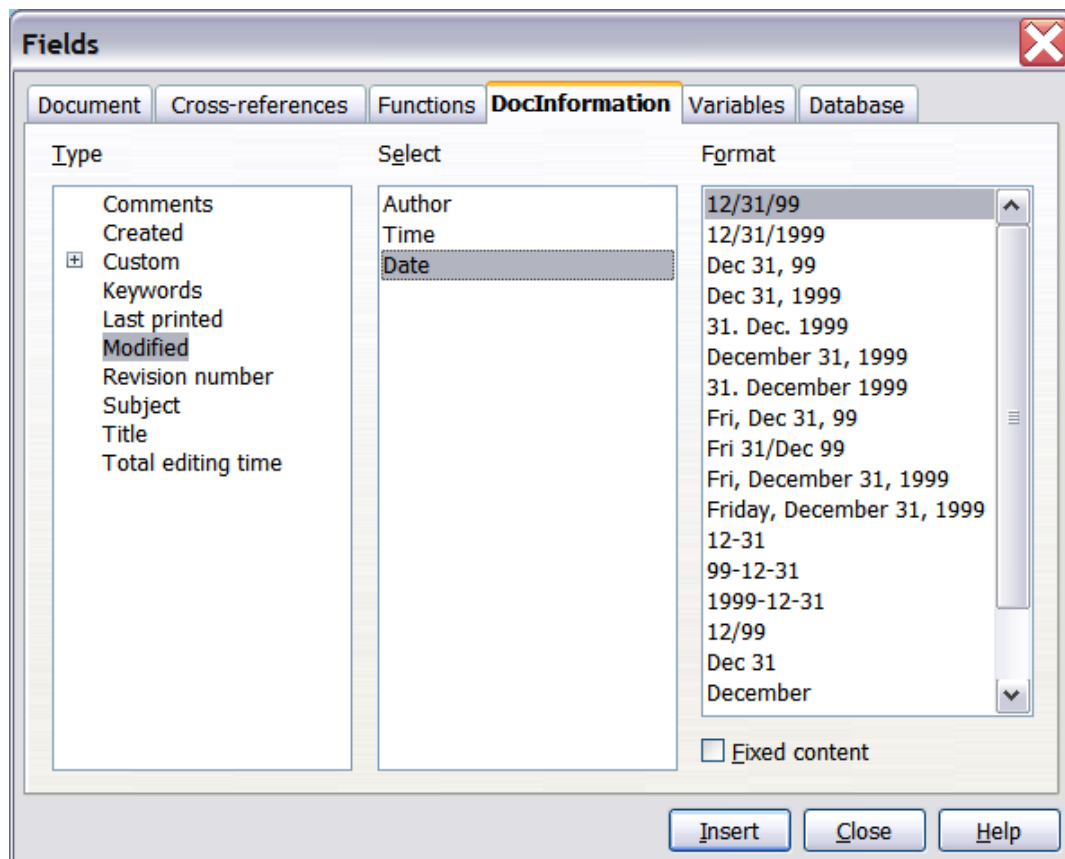 Fields
Document Cross-references Functions DocInformation Variables Database
Type
Comments
Created
Custom
Keywords
Last printed
Modified
Revision number
Subject
Title
Total editing time
Select
Author
Time
Date
Format
12/31/99
12/31/1999
Dec 31, 99
Dec 31, 1999
31. Dec. 1999
December 31, 1999
31. December 1999
Fri, Dec 31, 99
Fri 31/Dec 99
Fri, December 31, 1999
Friday, December 31, 1999
12-31
99-12-31
1999-12-31
12/99
Dec 31
December
Fixed content
Insert Close Help